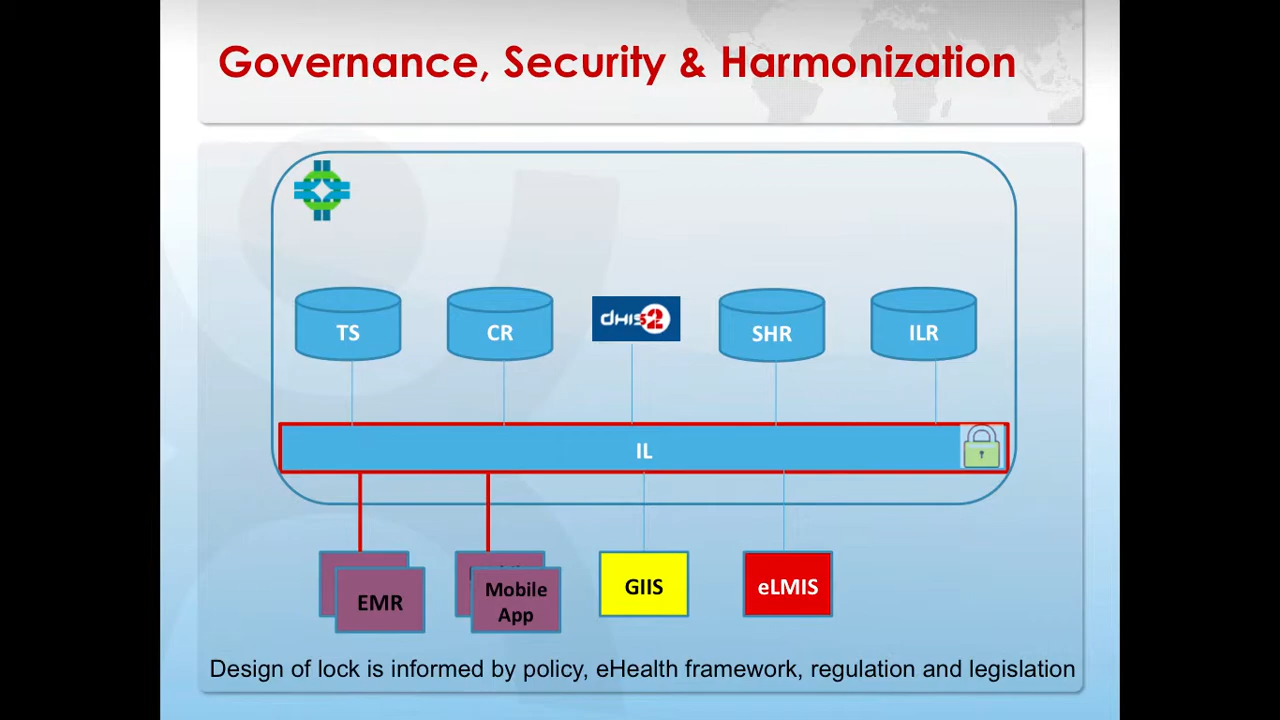 Governance, Security & Harmonization
TS
CR
dHIS2
SHR
ILR
IL
EMR
Mobile
App
GIIS
eLMIS
Design of lock is informed by policy, eHealth framework, regulation and legislation